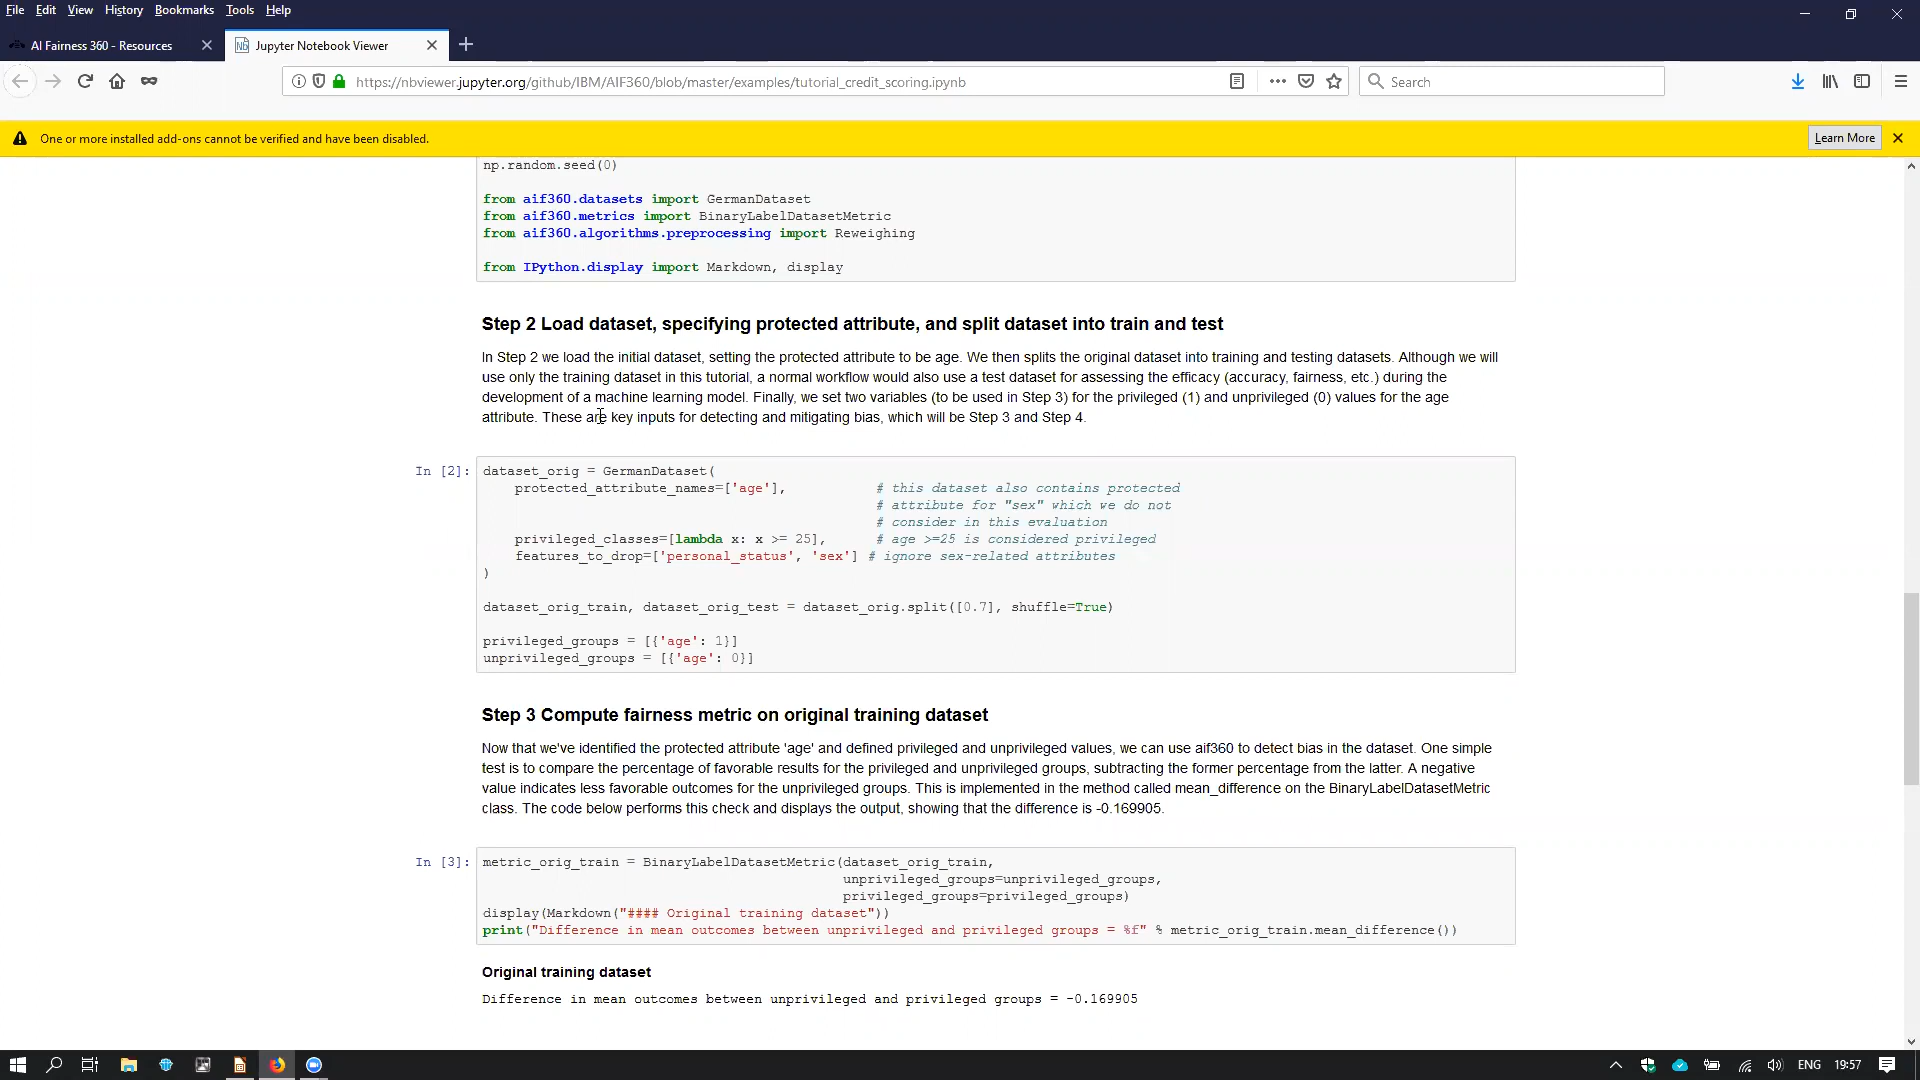 File Edit View History Bookmarks Tools Help
AI Fairness 360 - Resources
Nb Jupyter Notebook Viewer
https://nbviewer.jupyter.org/github/IBM/AIF360/blob/master/examples/tutorial_credit_scoring.ipynb
Search
One or more installed add-ons cannot be verified and have been disabled.
Learn More
np.random.seed(0)
from aif360.datasets import GermanDataset
from aif360.metrics import BinaryLabelDatasetMetric
from aif360.algorithms.preprocessing import Reweighing
from IPython.display import Markdown, display
Step 2 Load dataset, specifying protected attribute, and split dataset into train and test
In Step 2 we load the initial dataset, setting the protected attribute to be age. We then splits the original dataset into training and testing datasets. Although we will
use only the training dataset in this tutorial, a normal workflow would also use a test dataset for assessing the efficacy (accuracy, fairness, etc.) during the
development of a machine learning model. Finally, we set two variables (to be used in Step 3) for the privileged (1) and unprivileged (0) values for the age
attribute. These are key inputs for detecting and mitigating bias, which will be Step 3 and Step 4.
In [2]: dataset_orig = GermanDataset(
protected_attribute_names=['age'], # this dataset also contains protected
# attribute for "sex" which we do not
# consider in this evaluation
privileged_classes=[lambda x: x >= 25], # age >=25 is considered privileged
features_to_drop=['personal_status', 'sex'] # ignore sex-related attributes
)
dataset_orig_train, dataset_orig_test = dataset_orig.split([0.7], shuffle=True)
privileged_groups = [{'age': 1}]
unprivileged_groups = [{'age': 0}]
Step 3 Compute fairness metric on original training dataset
Now that we've identified the protected attribute 'age' and defined privileged and unprivileged values, we can use aif360 to detect bias in the dataset. One simple
test is to compare the percentage of favorable results for the privileged and unprivileged groups, subtracting the former percentage from the latter. A negative
value indicates less favorable outcomes for the unprivileged groups. This is implemented in the method called mean_difference on the BinaryLabelDatasetMetric
class. The code below performs this check and displays the output, showing that the difference is -0.169905.
In [3]: metric_orig_train = BinaryLabelDatasetMetric(dataset_orig_train,
unprivileged_groups=unprivileged_groups,
privileged_groups=privileged_groups)
display(Markdown("#### Original training dataset"))
print("Difference in mean outcomes between unprivileged and privileged groups = %f" % metric_orig_train.mean_difference())
Original training dataset
Difference in mean outcomes between unprivileged and privileged groups = -0.169905
ENG 19:57